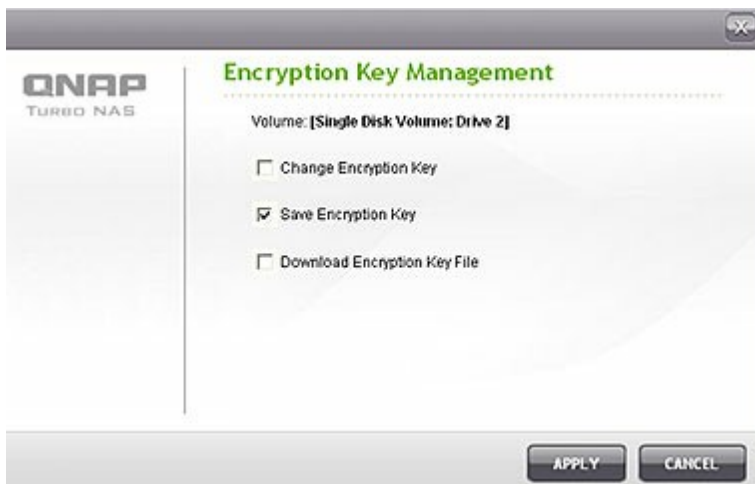 QNAP
TURBO NAS
Encryption Key Management
Volume: [Single Disk Volume: Drive 2]
Change Encryption Key
Save Encryption Key
Download Encryption Key File
APPLY
CANCEL